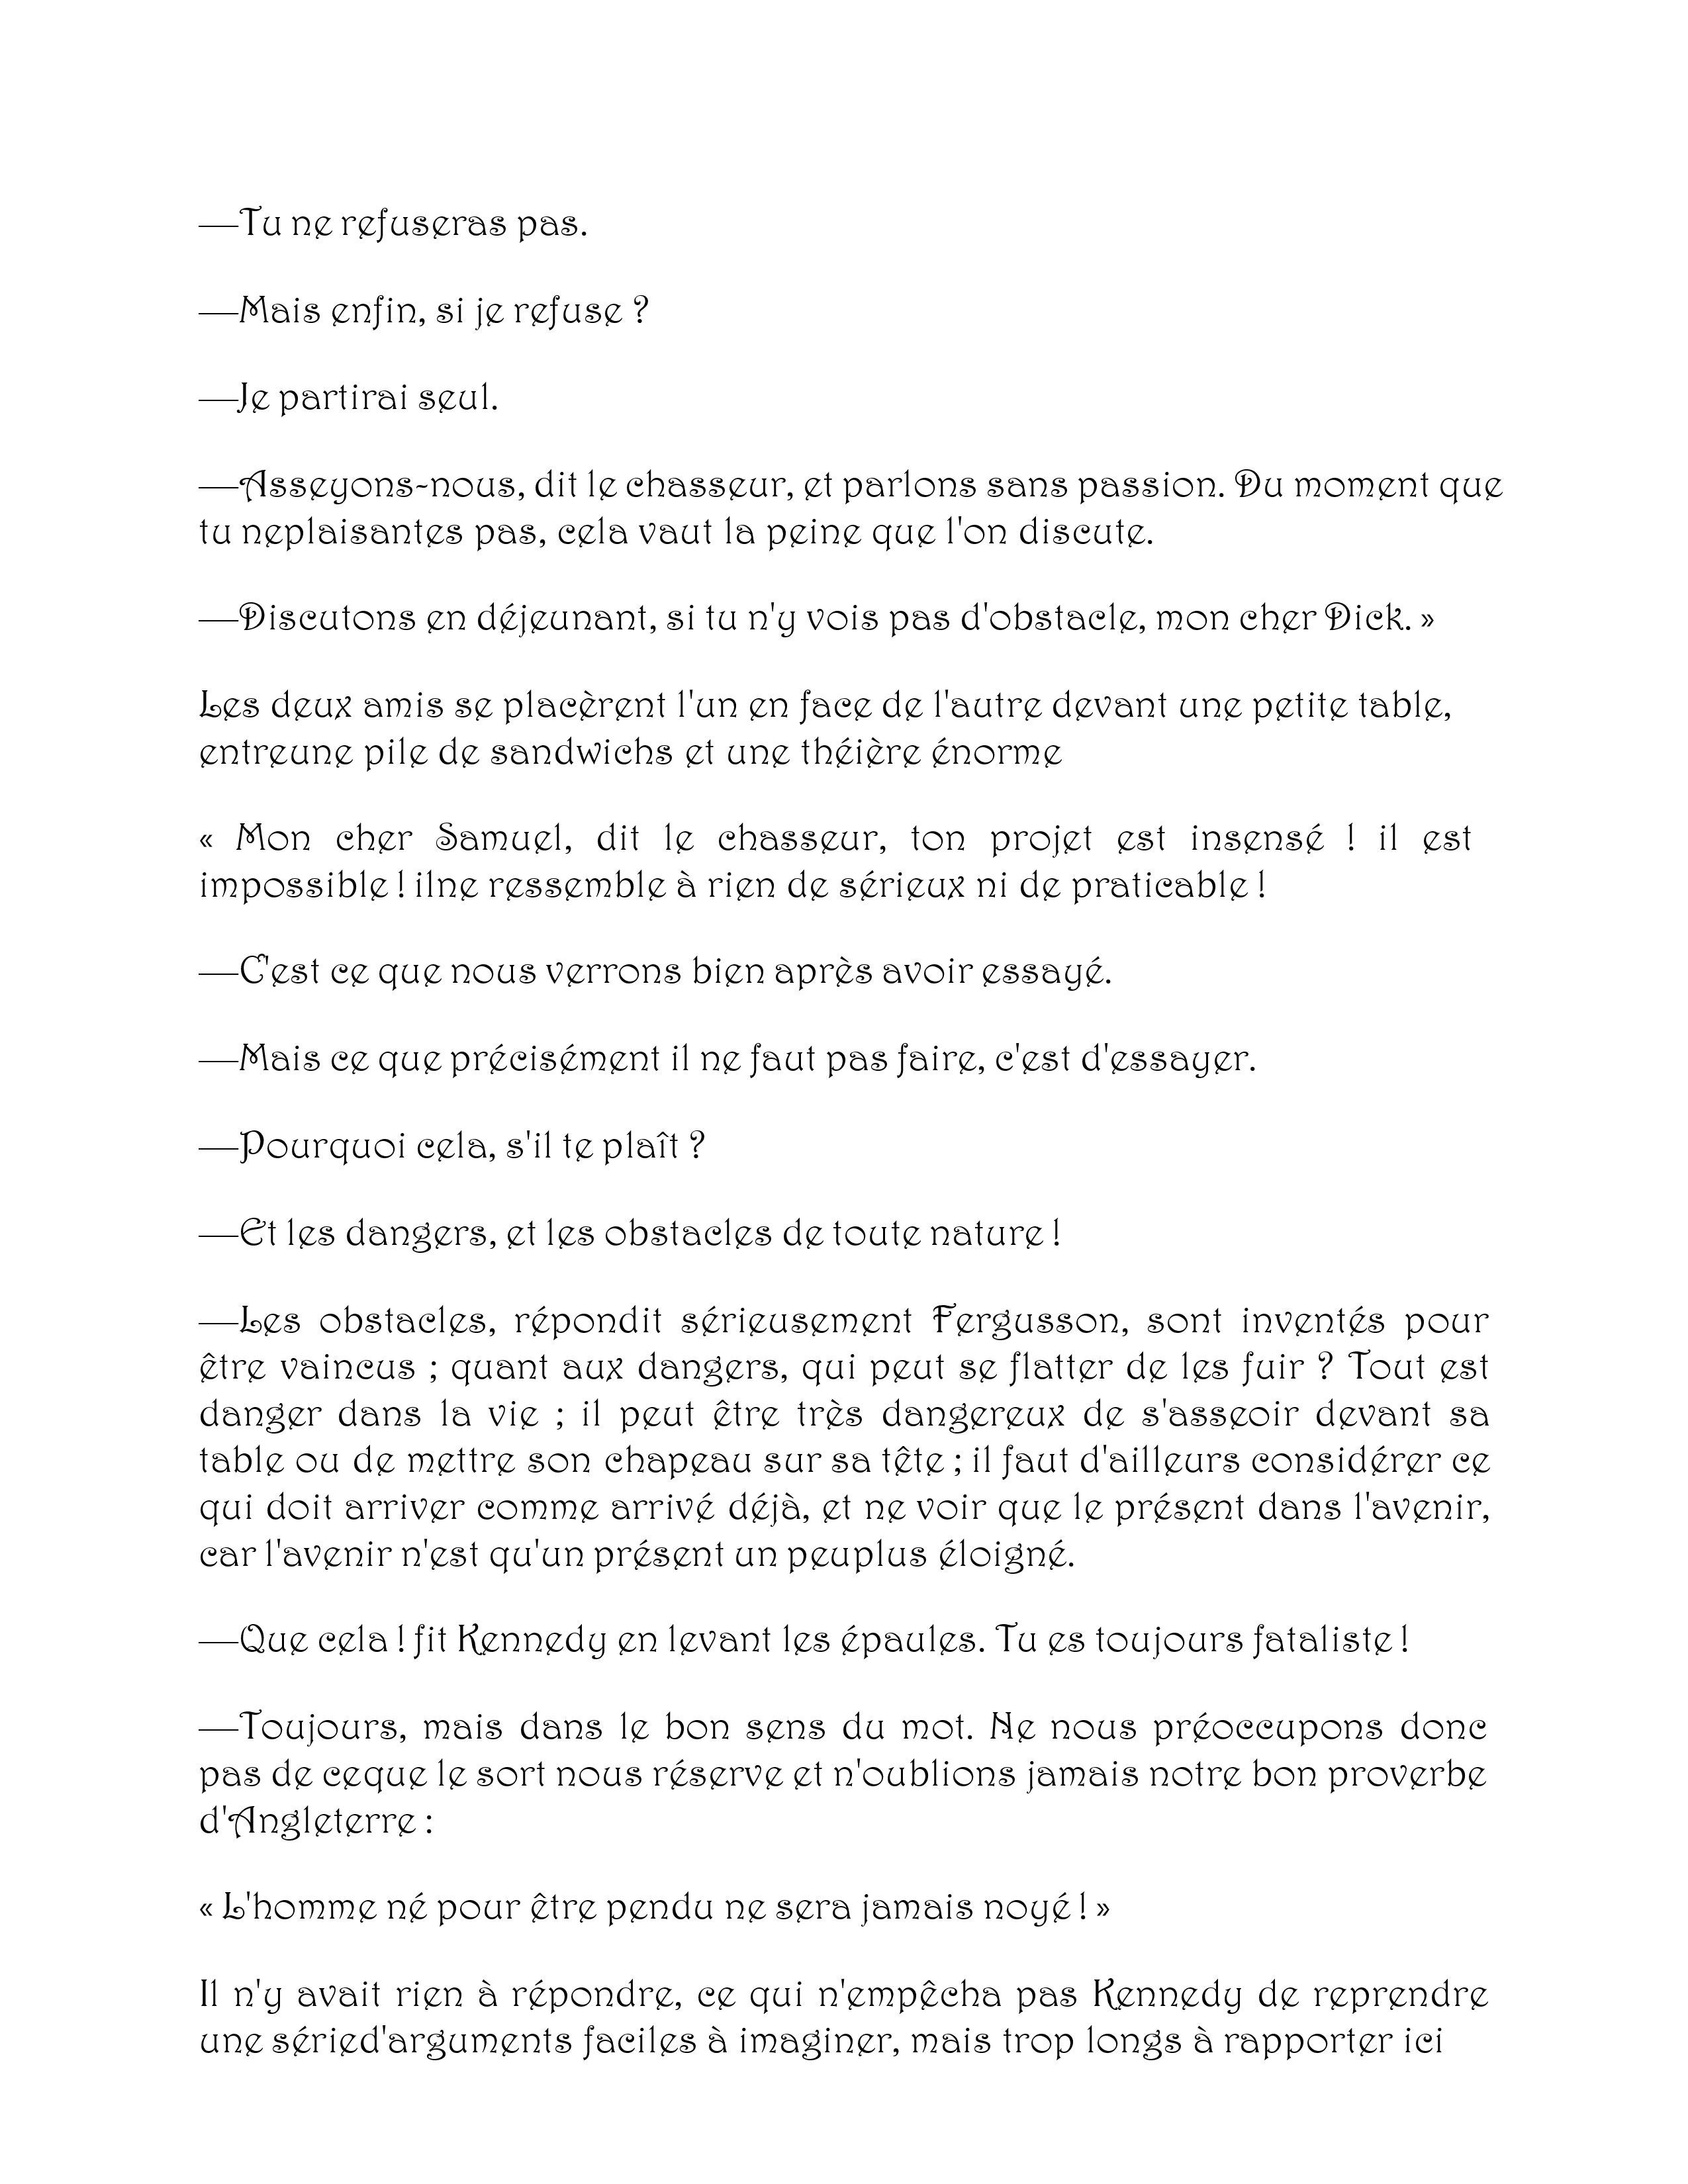 —Tu ne refuseras pas.
—Mais enfin, si je refuse ?
—Je partirai seul.
—Asseyons-nous, dit le chasseur, et parlons sans passion. Du moment que
tu neplaisantes pas, cela vaut la peine que l'on discute.
—Discutons en déjeunant, si tu n'y vois pas d'obstacle, mon cher Dick. »
Les deux amis se placèrent l'un en face de l'autre devant une petite table,
entreune pile de sandwichs et une théière énorme
« Mon cher Samuel, dit le chasseur, ton projet est insensé ! il est
impossible ! ilne ressemble à rien de sérieux ni de praticable !
—C'est ce que nous verrons bien après avoir essayé.
—Mais ce que précisément il ne faut pas faire, c'est d'essayer.
—Pourquoi cela, s'il te plaît ?
—Et les dangers, et les obstacles de toute nature !
—Les obstacles, répondit sérieusement Fergusson, sont inventés pour
être vaincus ; quant aux dangers, qui peut se flatter de les fuir ? Tout est
danger dans la vie ; il peut être très dangereux de s'asseoir devant sa
table ou de mettre son chapeau sur sa tête ; il faut d'ailleurs considérer ce
qui doit arriver comme arrivé déjà, et ne voir que le présent dans l'avenir,
car l'avenir n'est qu'un présent un peuplus éloigné.
—Que cela ! fit Kennedy en levant les épaules. Tu es toujours fataliste !
—Toujours, mais dans le bon sens du mot. Ne nous préoccupons donc
pas de ceque le sort nous réserve et n'oublions jamais notre bon proverbe
d'Angleterre :
« L'homme né pour être pendu ne sera jamais noyé ! »
Il n'y avait rien à répondre, ce qui n'empêcha pas Kennedy de reprendre
une séried'arguments faciles à imaginer, mais trop longs à rapporter ici